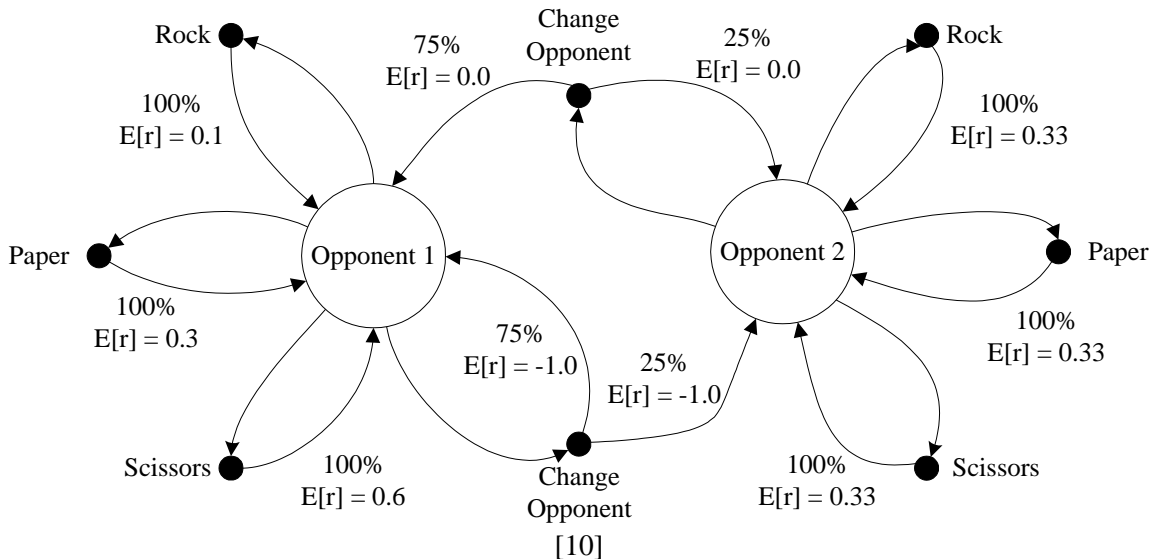 Change
Opponent
Rock
75%
E[r] = 0.0
25%
E[r] = 0.0
Rock
100%
E[r] = 0.1
100%
E[r] = 0.33
Paper
Opponent 1
Opponent 2
Paper
100%
E[r] = 0.3
75%
E[r] = -1.0
25%
E[r] = -1.0
100%
E[r] = 0.33
Scissors
100%
E[r] = 0.6
Change
Opponent
[10]
100%
E[r] = 0.33
Scissors